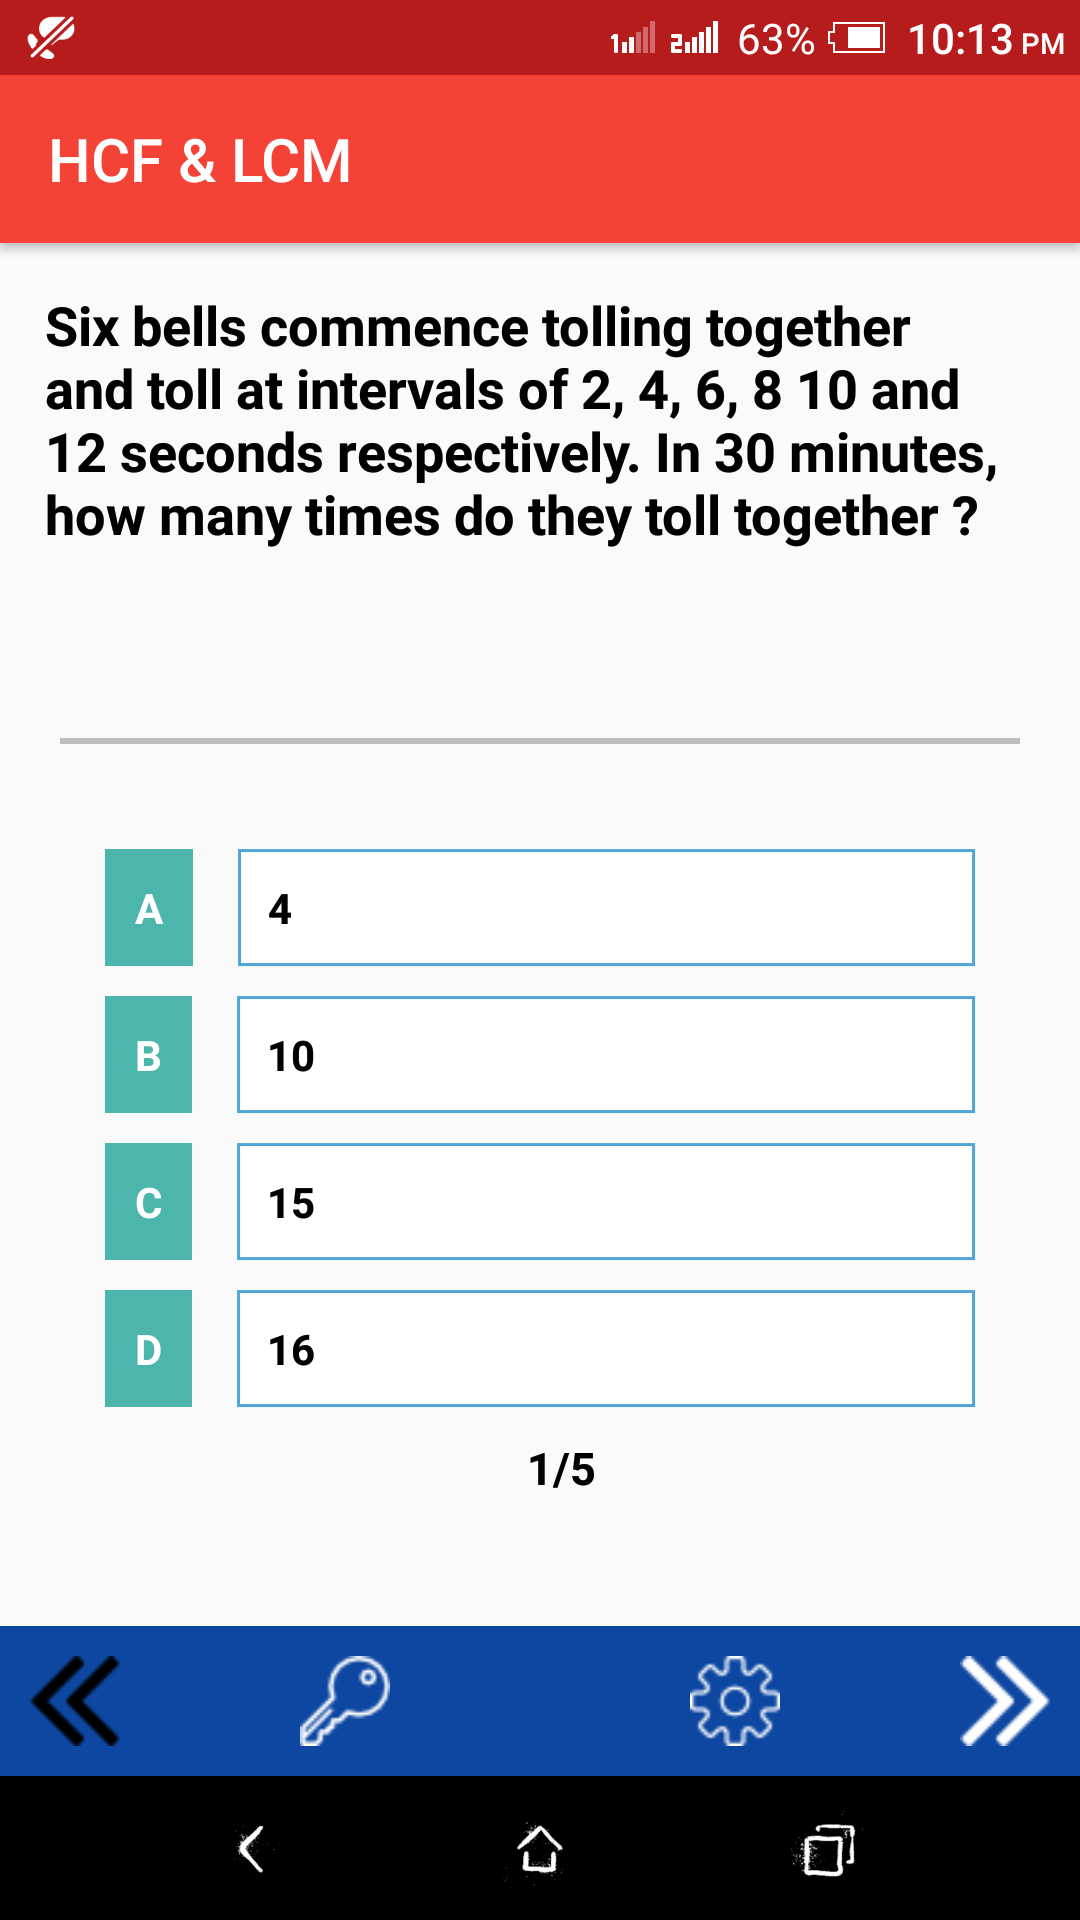 1 2 63% 10:13 PM
HCF & LCM
Six bells commence tolling together
and toll at intervals of 2, 4, 6, 8 10 and
12 seconds respectively. In 30 minutes,
how many times do they toll together ?
A 4
B 10
C 15
D 16
1/5